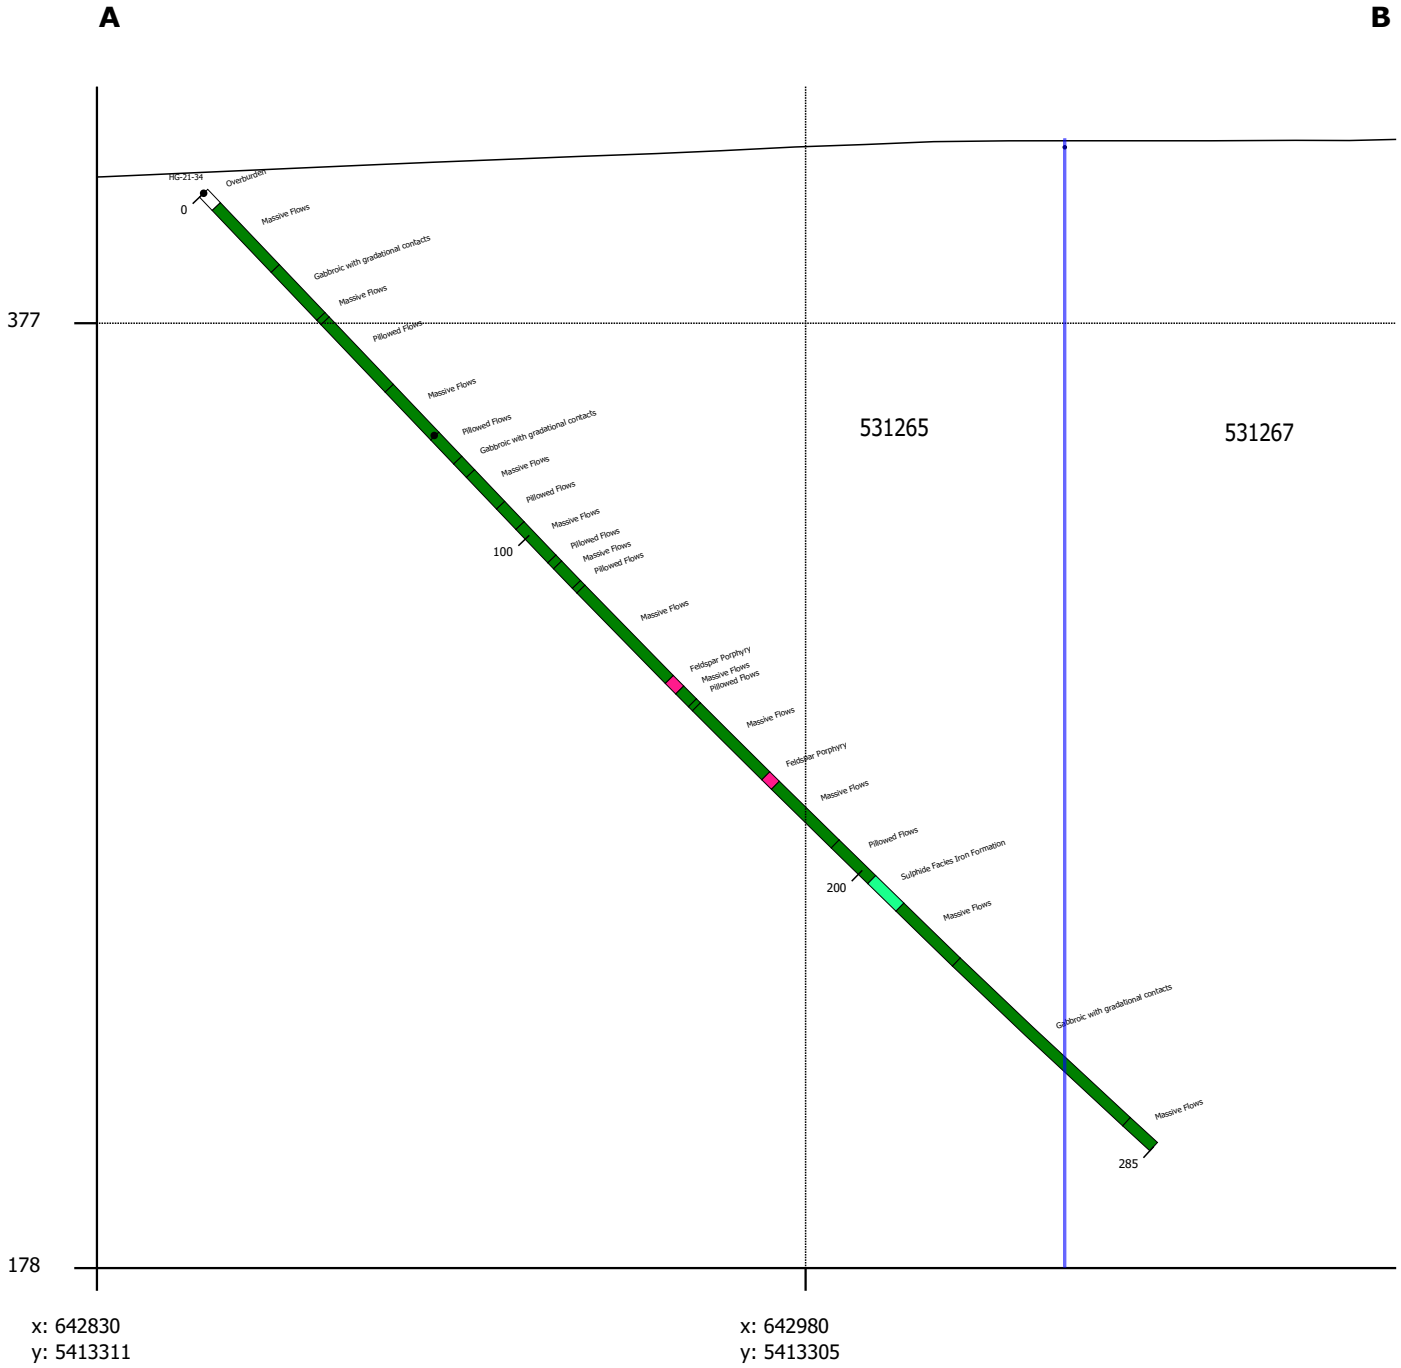 A
B
HG-21-34
Overburden
0
Massive Flows
Gabbroic with gradational contacts
Massive Flows
377
Pillowed Flows
Massive Flows
Pillowed Flows
Gabbroic with gradational contacts
531265
531267
Massive Flows
Pillowed Flows
Massive Flows
100
Pillowed Flows
Massive Flows
Pillowed Flows
Massive Flows
Feldspar Porphyry
Massive Flows
Pillowed Flows
Massive Flows
Feldspar Porphyry
Massive Flows
Pillowed Flows
Sulphide Facies Iron Formation
200
Massive Flows
Gabbroic with gradational contacts
Massive Flows
285
178
x: 642830
y: 5413311
x: 642980
y: 5413305